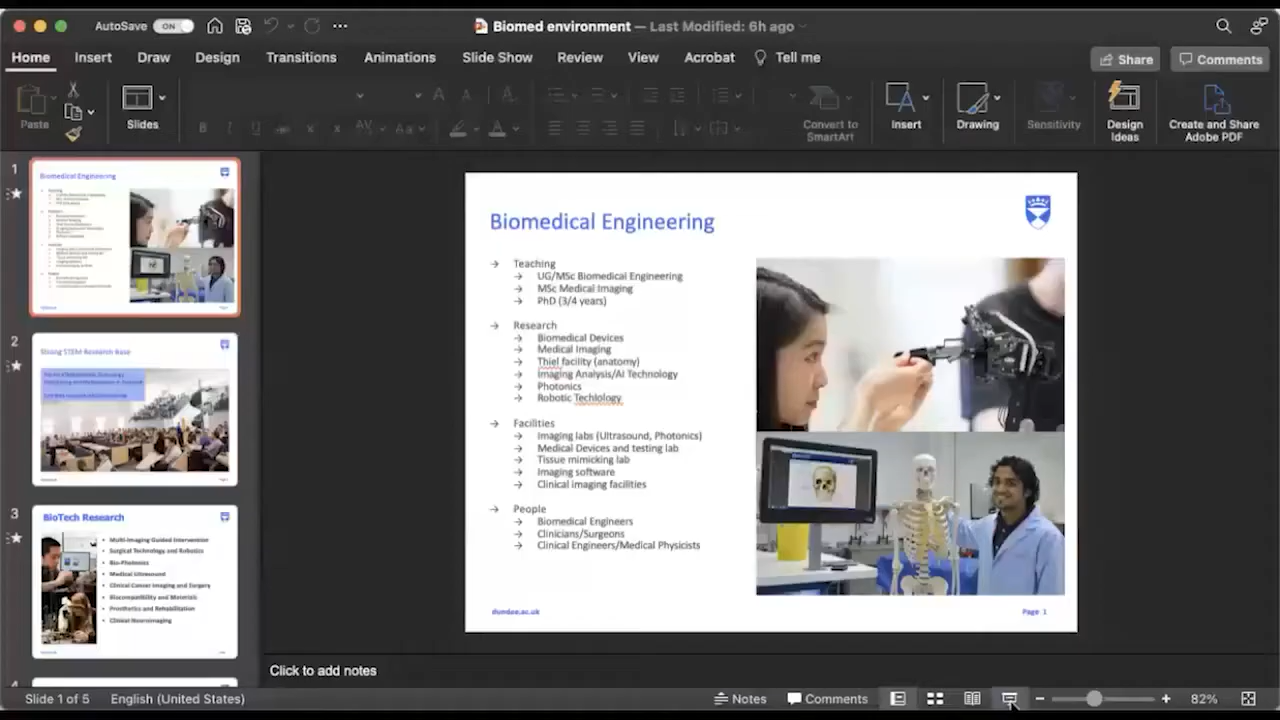 AutoSave ON Biomed environment — Last Modified: 6h ago
Home Insert Draw Design Transitions Animations Slide Show Review View Acrobat Tell me Share Comments
Paste Slides Convert to SmartArt Insert Drawing Sensitivity Design Ideas Create and Share Adobe PDF
1
Biomedical Engineering
2
Strong STEM Research Base
3
BioTech Research
• Multi-Imaging Guided Intervention
• Surgical Technology and Robotics
• Bio-Photonics
• Medical Ultrasound
• Clinical Cancer Imaging and Surgery
• Biocompatibility and Materials
• Prosthetics and Rehabilitation
• Clinical Neuroimaging
4
Biomedical Engineering
→ Teaching
→ UG/MSc Biomedical Engineering
→ MSc Medical Imaging
→ PhD (3/4 years)
→ Research
→ Biomedical Devices
→ Medical Imaging
→ Thiel facility (anatomy)
→ Imaging Analysis/AI Technology
→ Photonics
→ Robotic Techlology
→ Facilities
→ Imaging labs (Ultrasound, Photonics)
→ Medical Devices and testing lab
→ Tissue mimicking lab
→ Imaging software
→ Clinical imaging facilities
→ People
→ Biomedical Engineers
→ Clinicians/Surgeons
→ Clinical Engineers/Medical Physicists
dundee.ac.uk Page 1
Click to add notes
Slide 1 of 5 English (United States) Notes Comments 82%